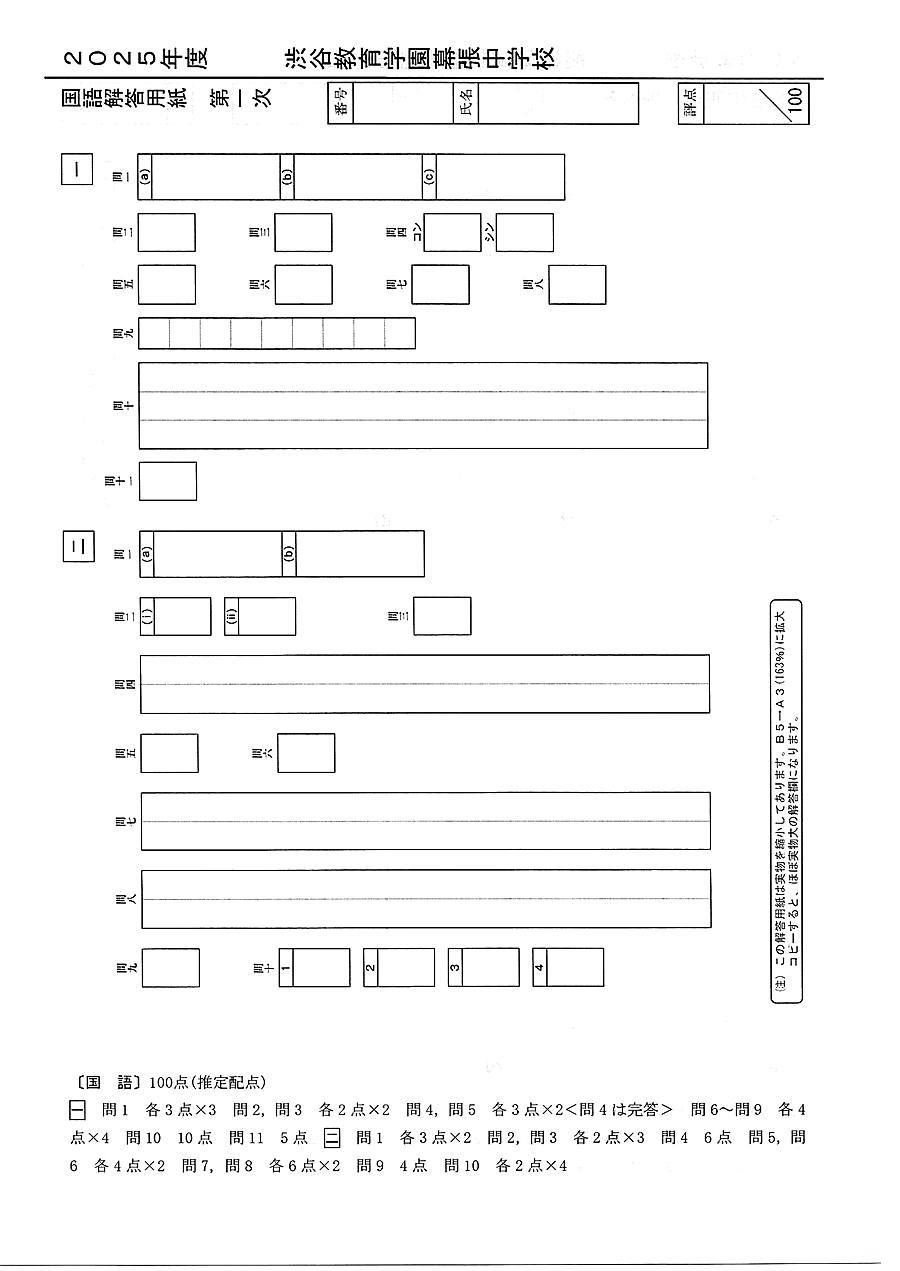 2025年度 渋谷教育学園幕張中学校
国語解答用紙 第一次
番号
氏名
評点 /100
一
問一 (a) (b) (c)
問二 問三 問四 コン シン
問五 問六 問七 問八
問九
問十
問十一
二
問一 (a) (b)
問二 (i) (ii) 問三
問四
問五 問六
問七
問八
問九 問十 1 2 3 4
(注) この解答用紙は実物を縮小してあります。B5→A3(163%)に拡大
コピーすると、ほぼ実物大の解答欄になります。
〔国 語〕100点(推定配点)
一 問1 各3点×3 問2, 問3 各2点×2 問4, 問5 各3点×2<問4は完答> 問6~問9 各4
点×4 問10 10点 問11 5点 二 問1 各3点×2 問2, 問3 各2点×3 問4 6点 問5, 問
6 各4点×2 問7, 問8 各6点×2 問9 4点 問10 各2点×4